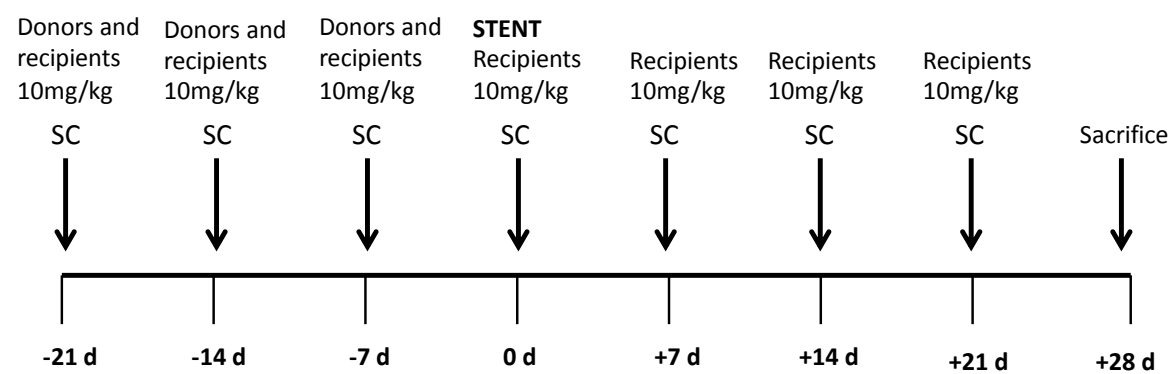 Donors and
recipients
10mg/kg
SC
Donors and
recipients
10mg/kg
SC
Donors and
recipients
10mg/kg
SC
STENT
Recipients
10mg/kg
SC
Recipients
10mg/kg
SC
Recipients
10mg/kg
SC
Recipients
10mg/kg
SC
Sacrifice
-21 d
-14 d
-7 d
0 d
+7 d
+14 d
+21 d
+28 d